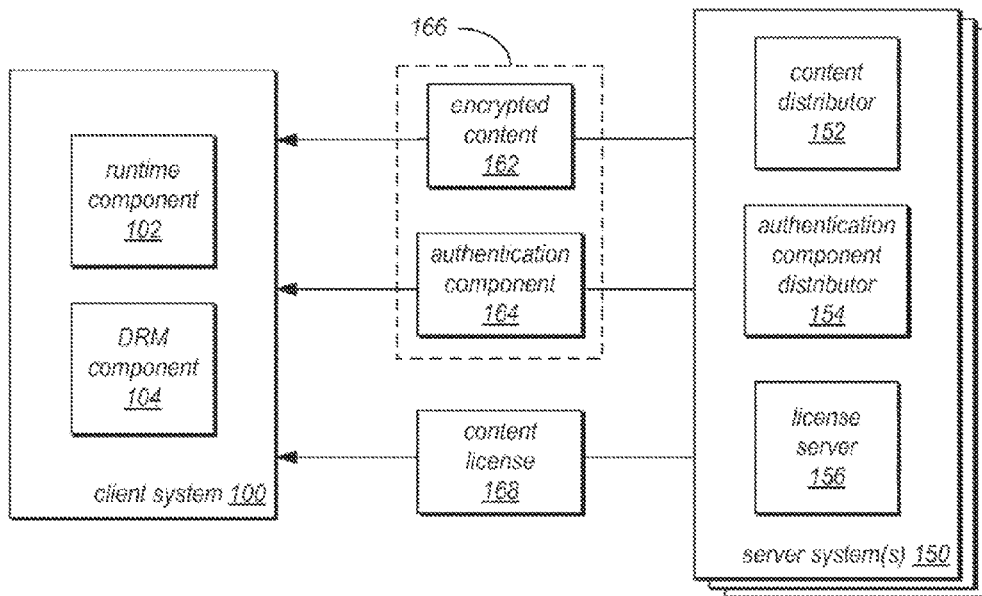 166
runtime
component
102
DRM
component
104
client system 100
encrypted
content
162
authentication
component
164
content
license
168
content
distributor
152
authentication
component
distributor
154
license
server
156
server system(s) 150